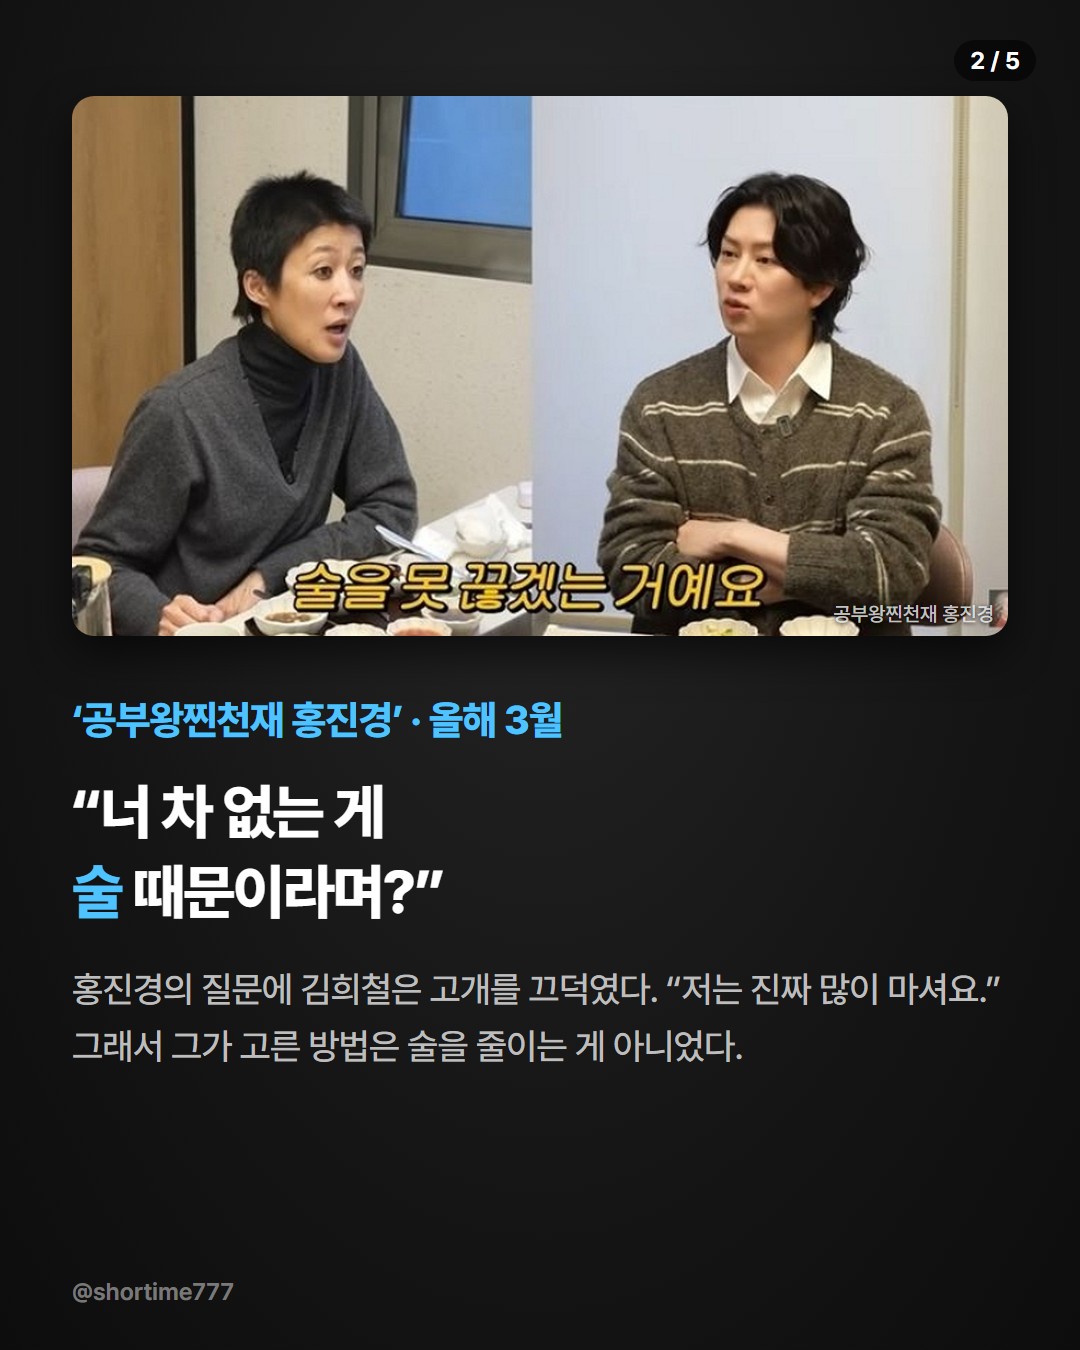 2 / 5
술을 못 끊겠는 거예요
공부왕찐천재 홍진경
‘공부왕찐천재 홍진경’ · 올해 3월
“너 차 없는 게
술 때문이라며?”
홍진경의 질문에 김희철은 고개를 끄덕였다. “저는 진짜 많이 마셔요.”
그래서 그가 고른 방법은 술을 줄이는 게 아니었다.
@shortime777